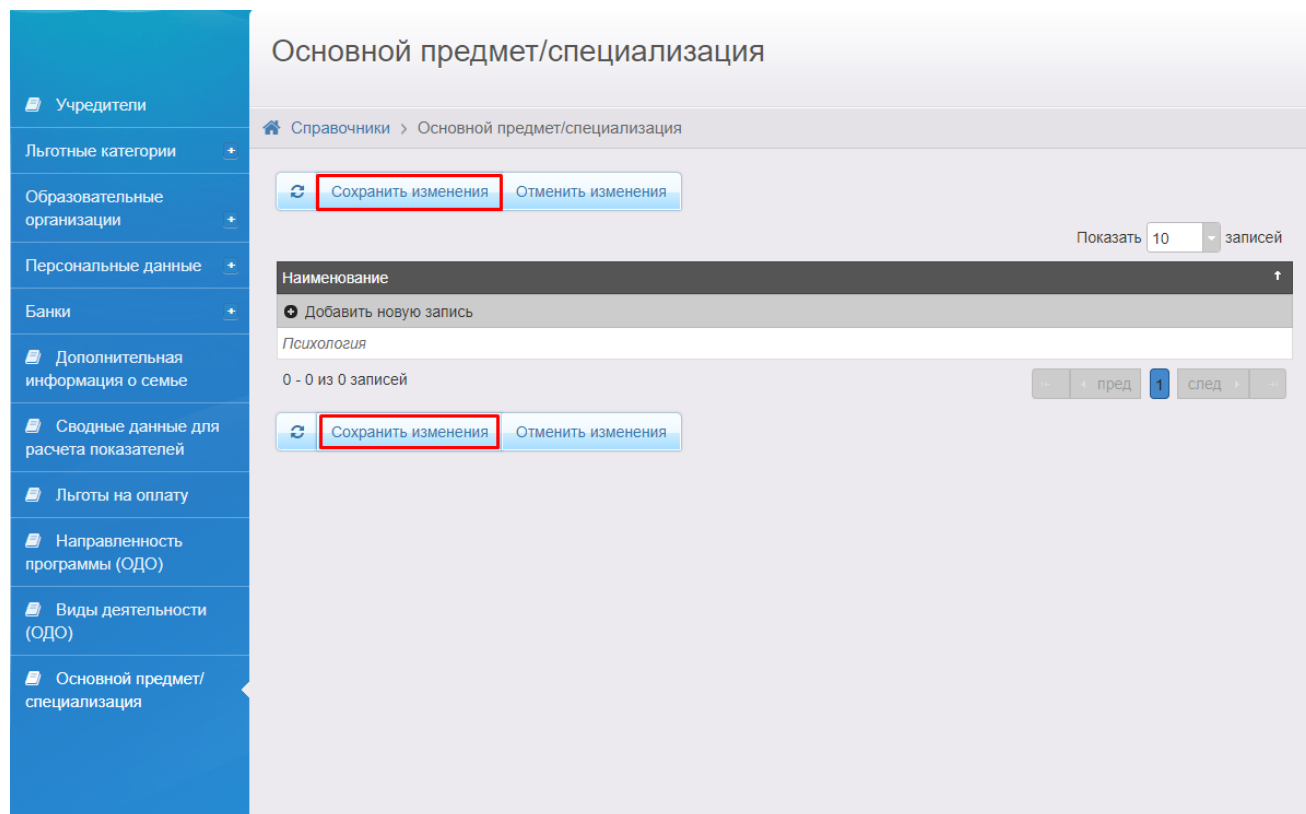 Основной предмет/специализация
Учредители
Льготные категории
Образовательные
организации
Персональные данные
Банки
Дополнительная
информация о семье
Сводные данные для
расчета показателей
Льготы на оплату
Направленность
программы (ОДО)
Виды деятельности
(ОДО)
Основной предмет/
специализация
Справочники > Основной предмет/специализация
Сохранить изменения Отменить изменения
Показать 10 записей
Наименование
Добавить новую запись
Психология
0 - 0 из 0 записей
пред 1 след
Сохранить изменения Отменить изменения